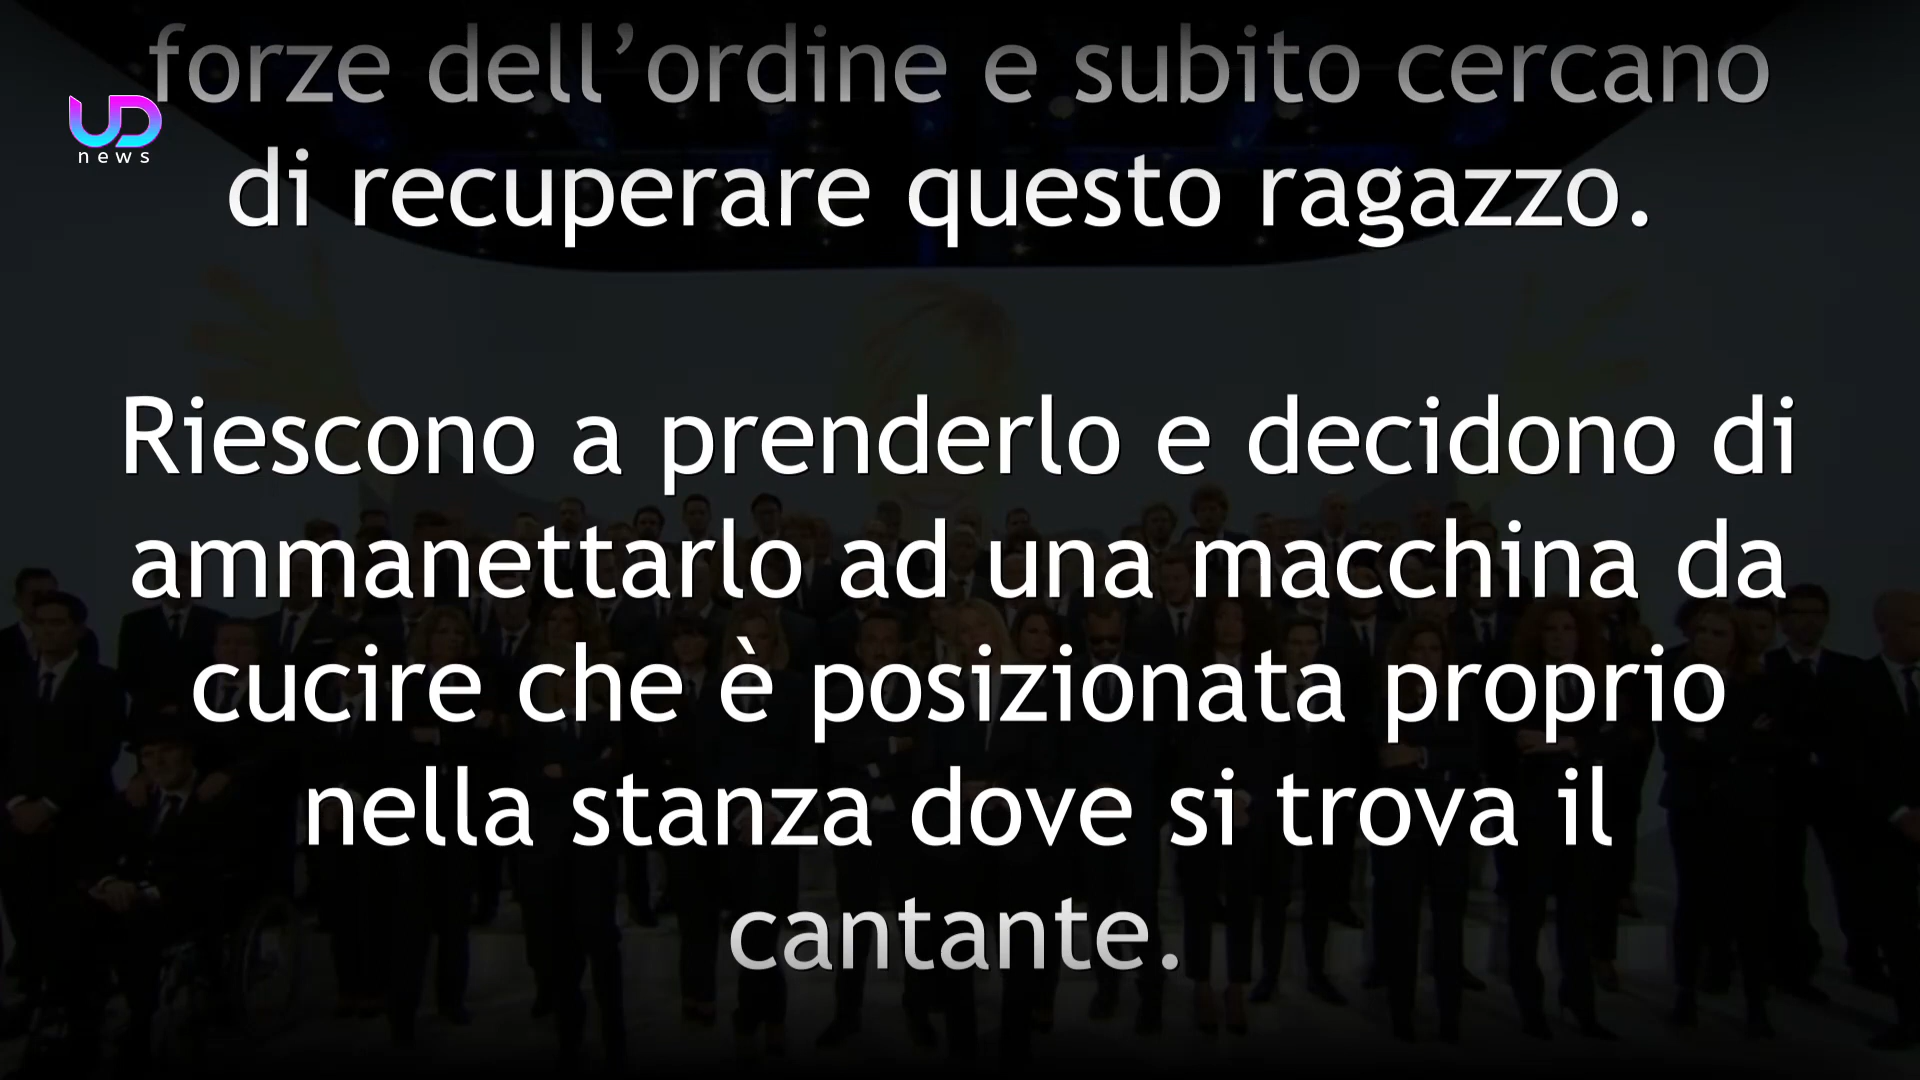 forze dell’ordine e subito cercano
UD
news
di recuperare questo ragazzo.
Riescono a prenderlo e decidono di
ammanettarlo ad una macchina da
cucire che è posizionata proprio
nella stanza dove si trova il
cantante.